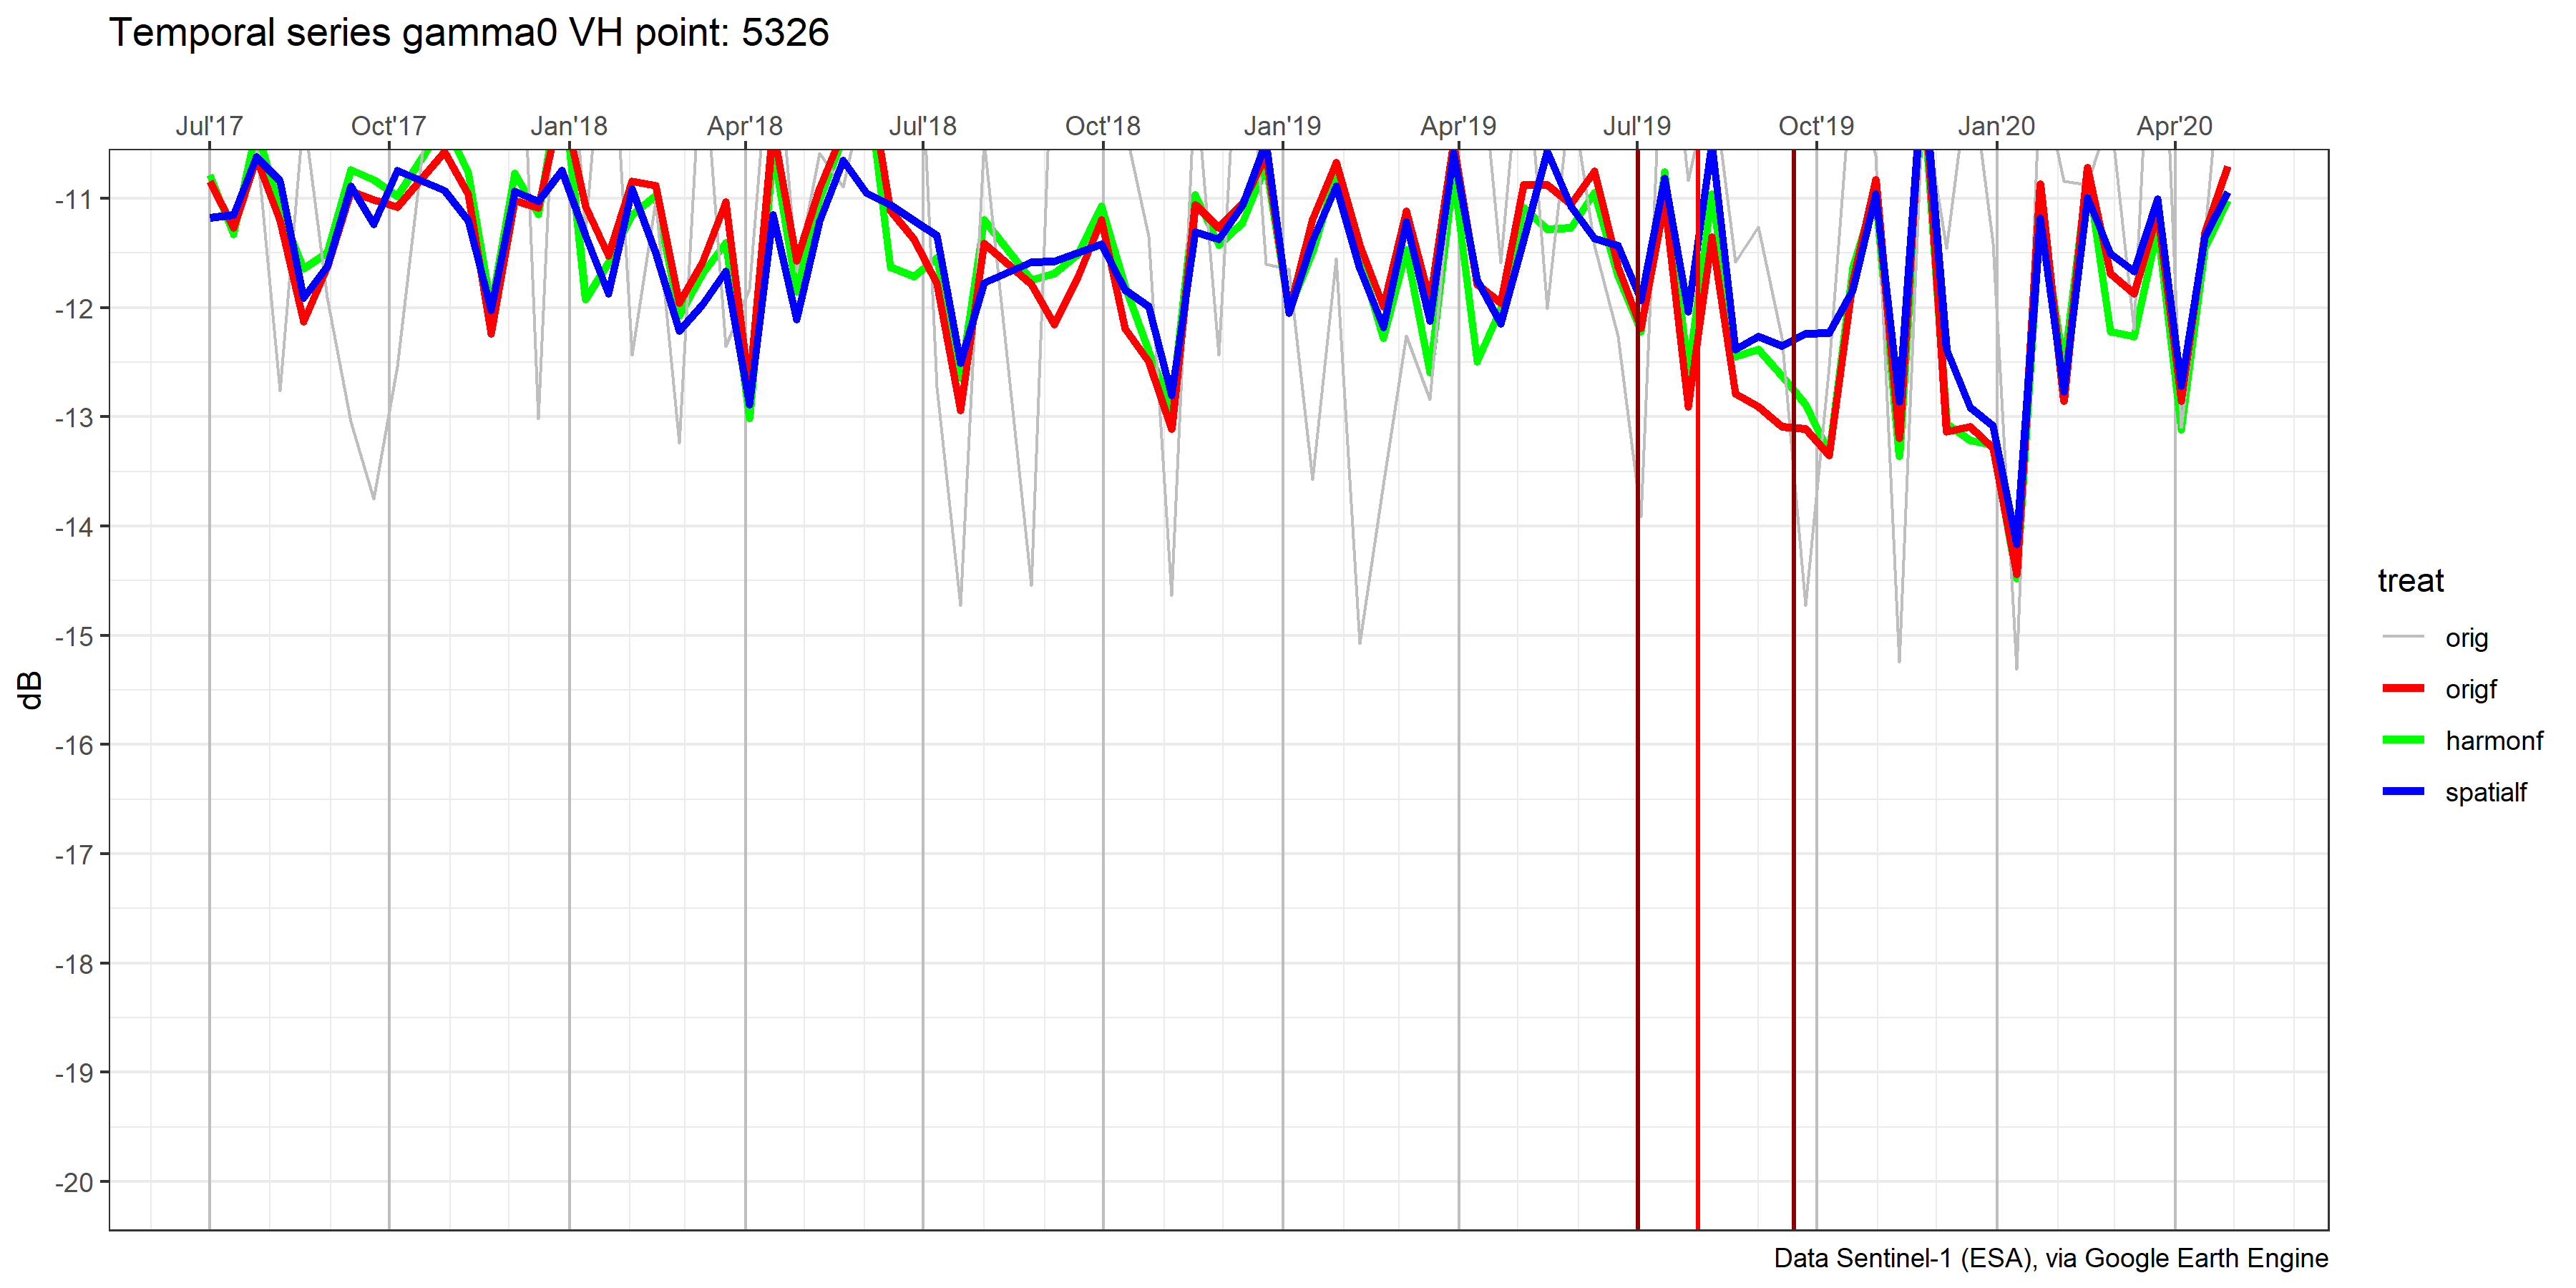 Temporal series gamma0 VH point: 5326
Jul'17 Oct'17 Jan'18 Apr'18 Jul'18 Oct'18 Jan'19 Apr'19 Jul'19 Oct'19 Jan'20 Apr'20
-11
-12
-13
-14
-15
-16
-17
-18
-19
-20
dB
treat
orig
origf
harmonf
spatialf
Data Sentinel-1 (ESA), via Google Earth Engine